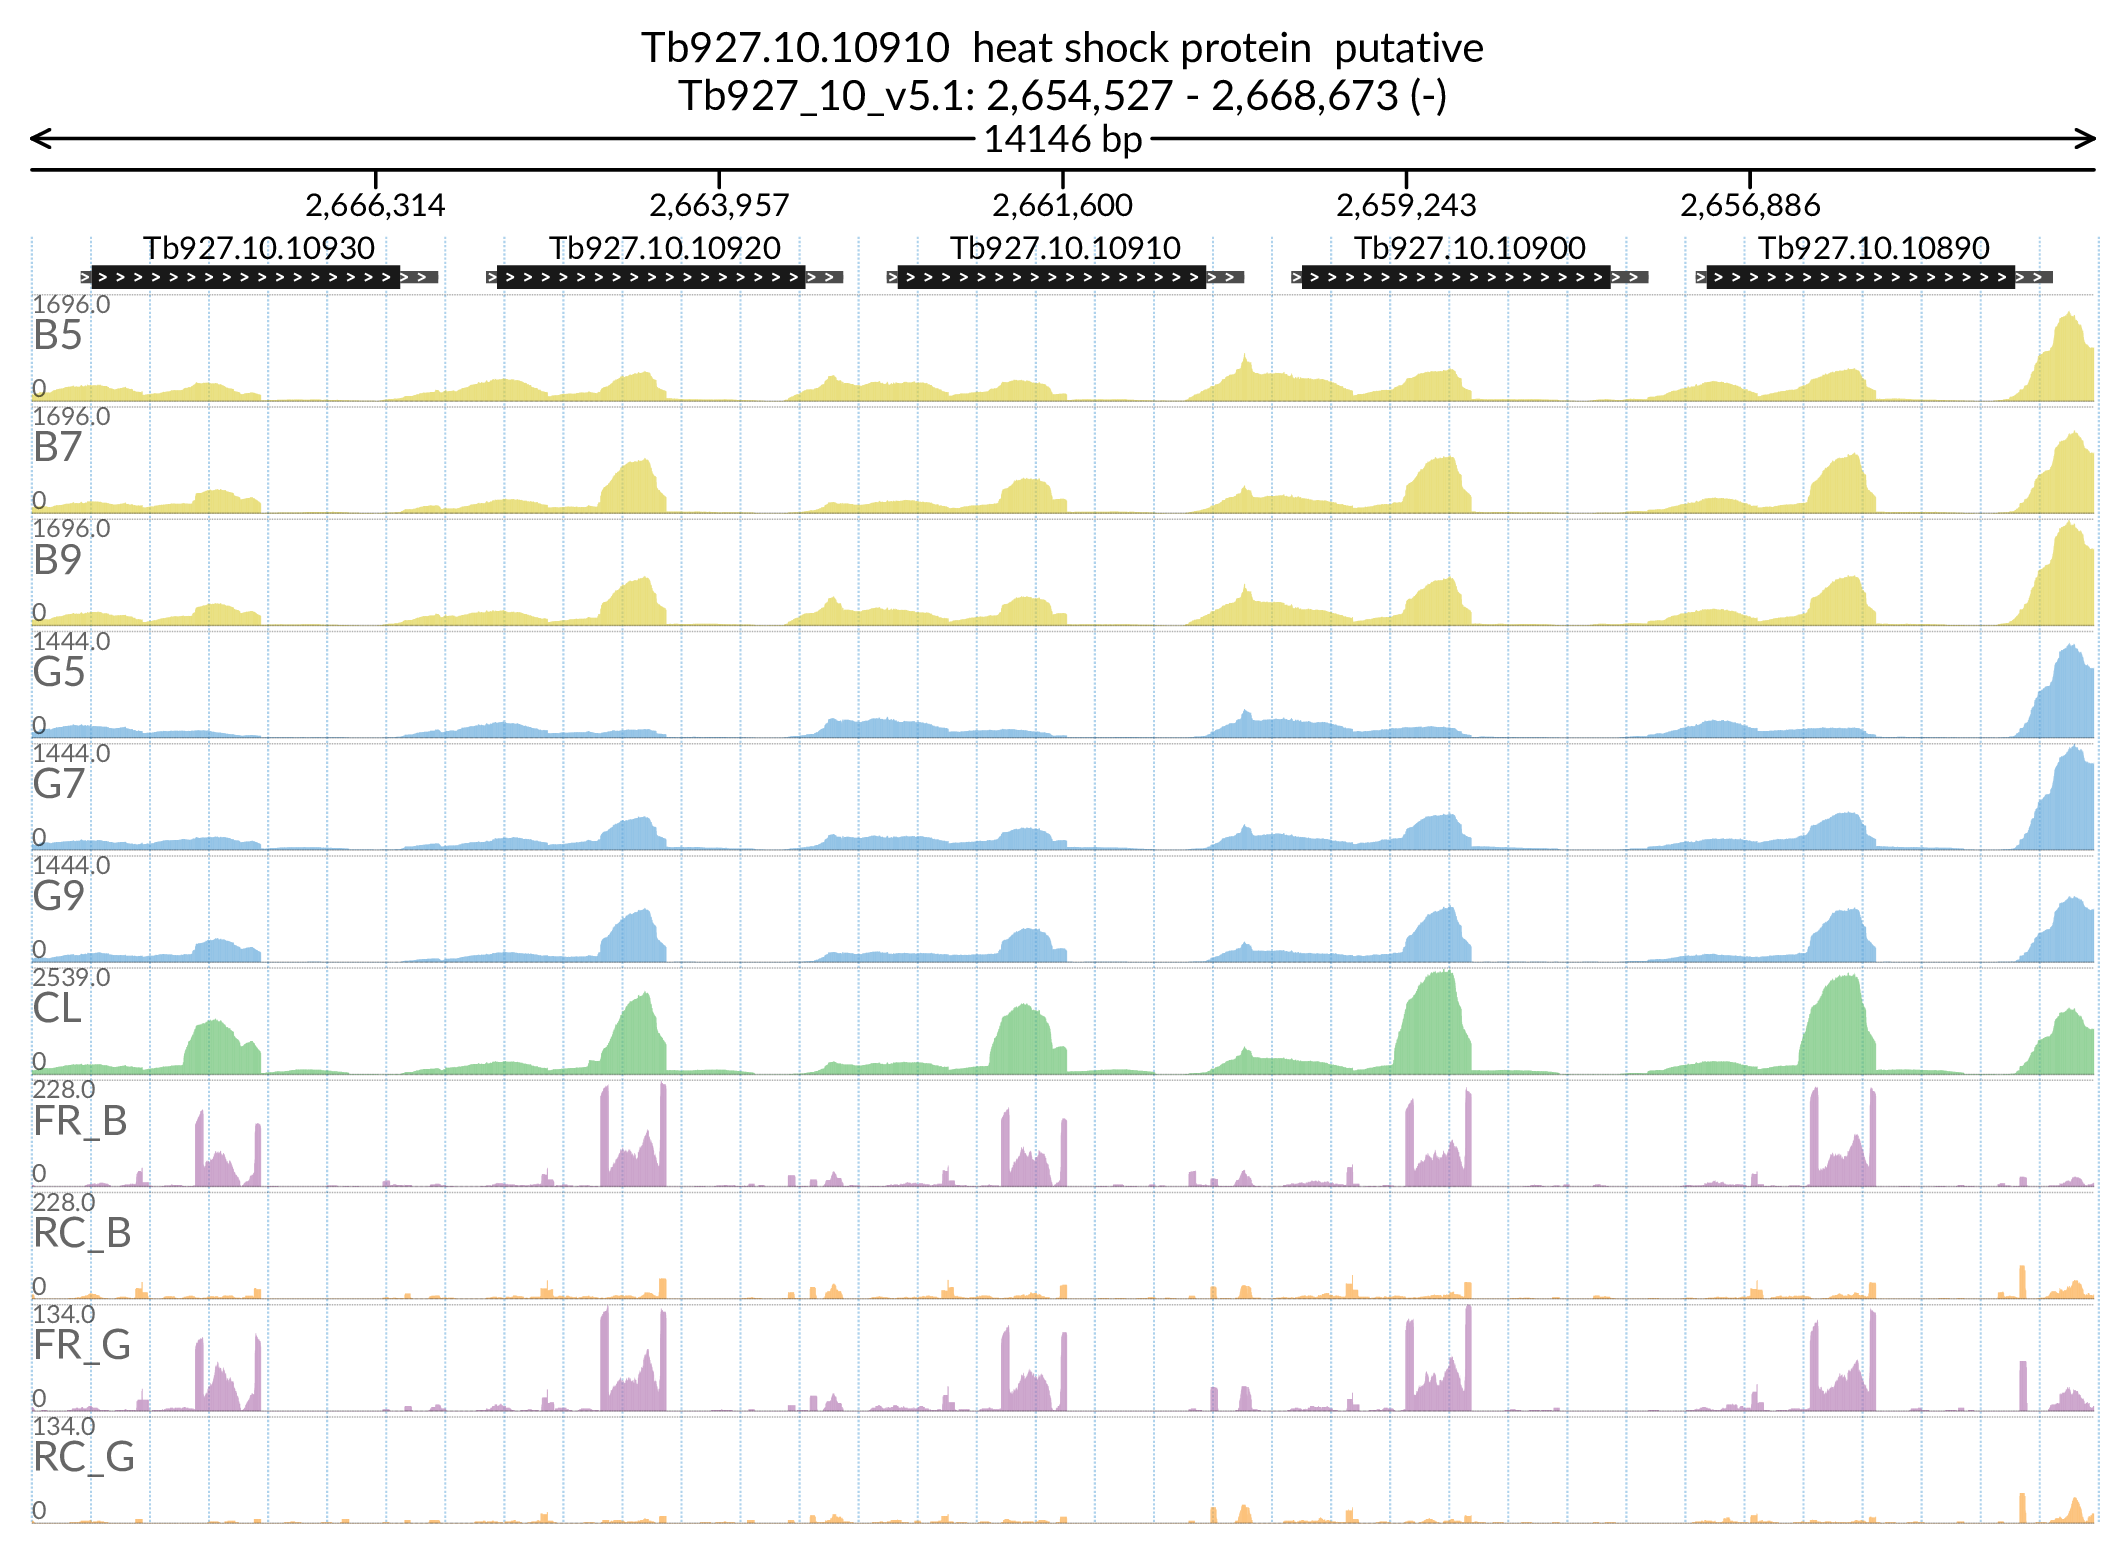 Tb927.10.10910  heat shock protein  putative
Tb927_10_v5.1: 2,654,527 - 2,668,673 (-)
14146 bp
2,666,314 2,663,957 2,661,600 2,659,243 2,656,886
Tb927.10.10930 Tb927.10.10920 Tb927.10.10910 Tb927.10.10900 Tb927.10.10890
1696.0
B5
0
1696.0
B7
0
1696.0
B9
0
1444.0
G5
0
1444.0
G7
0
1444.0
G9
0
2539.0
CL
0
228.0
FR_B
0
228.0
RC_B
0
134.0
FR_G
0
134.0
RC_G
0